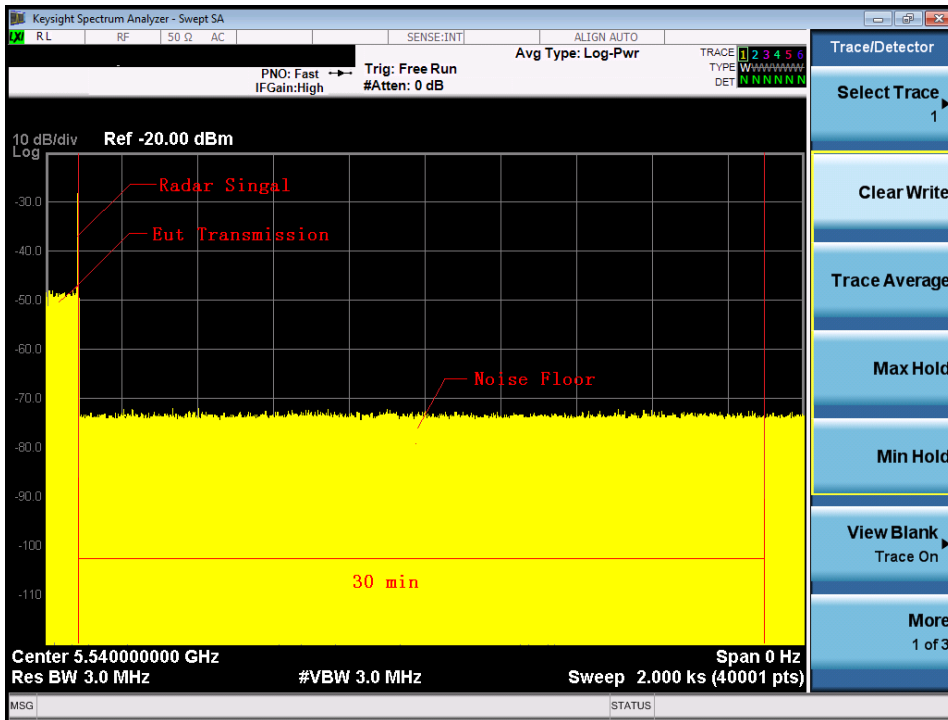 Keysight Spectrum Analyzer - Swept SA
LXI RL RF 50 Ω AC SENSE:INT ALIGN AUTO
Avg Type: Log-Pwr
PNO: Fast
IFGain:High
Trig: Free Run
#Atten: 0 dB
TRACE 1 2 3 4 5 6
TYPE WWWWWW
DET N N N N N N
10 dB/div
Log
Ref -20.00 dBm
Radar Singal
-30.0
Eut Transmission
-40.0
-50.0
-60.0
Noise Floor
-70.0
-80.0
-90.0
-100
30 min
-110
Center 5.540000000 GHz
Span 0 Hz
Res BW 3.0 MHz
#VBW 3.0 MHz
Sweep 2.000 ks (40001 pts)
MSG
STATUS
Trace/Detector
Select Trace
1
Clear Write
Trace Average
Max Hold
Min Hold
View Blank
Trace On
More
1 of 3